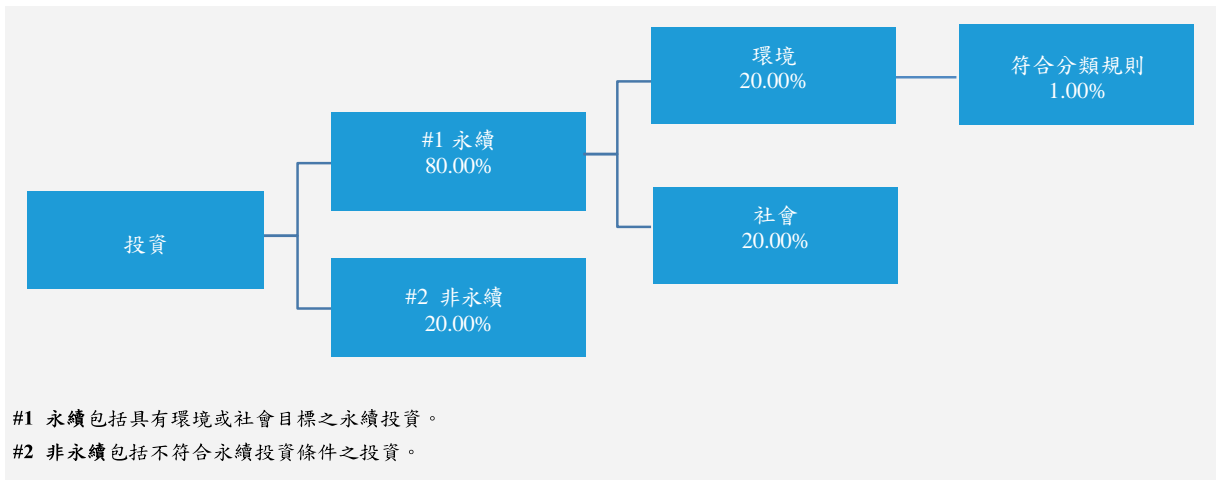 投資
#1 永續
80.00%
#2 非永續
20.00%
環境
20.00%
社會
20.00%
符合分類規則
1.00%
#1 永續包括具有環境或社會目標之永續投資。
#2 非永續包括不符合永續投資條件之投資。